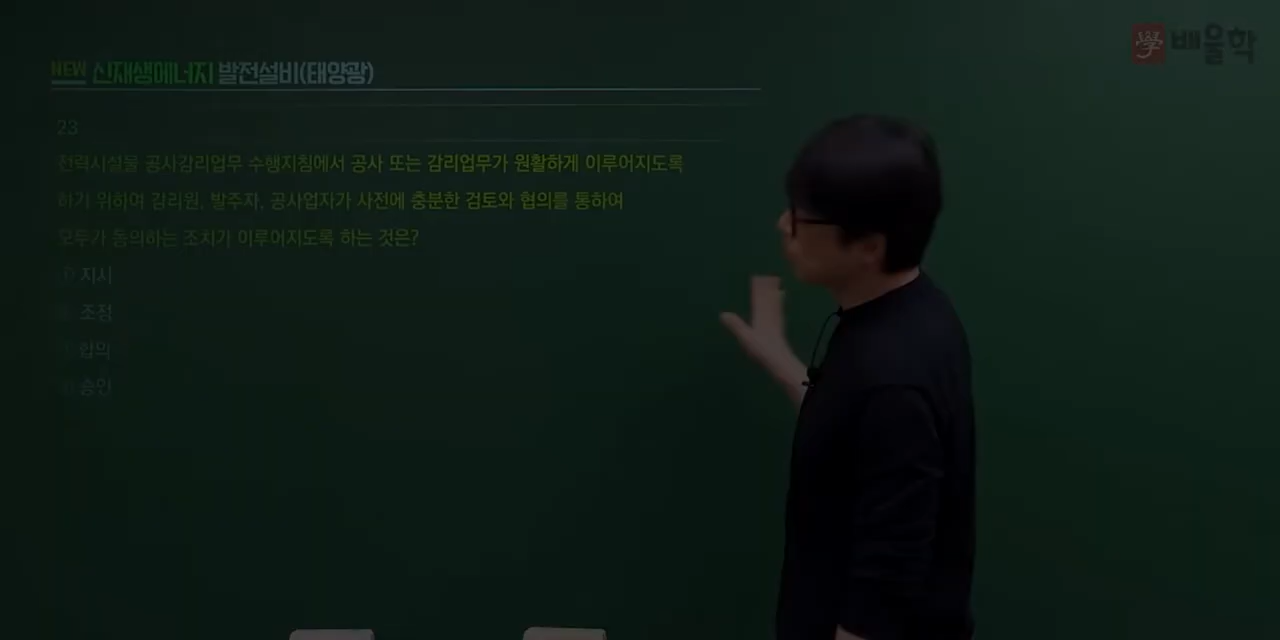 學 배울학
NEW 신재생에너지 발전설비(태양광)
23
전력시설물 공사감리업무 수행지침에서 공사 또는 감리업무가 원활하게 이루어지도록
하기 위하여 감리원, 발주자, 공사업자가 사전에 충분한 검토와 협의를 통하여
모두가 동의하는 조치가 이루어지도록 하는 것은?
지시
조정
합의
승인